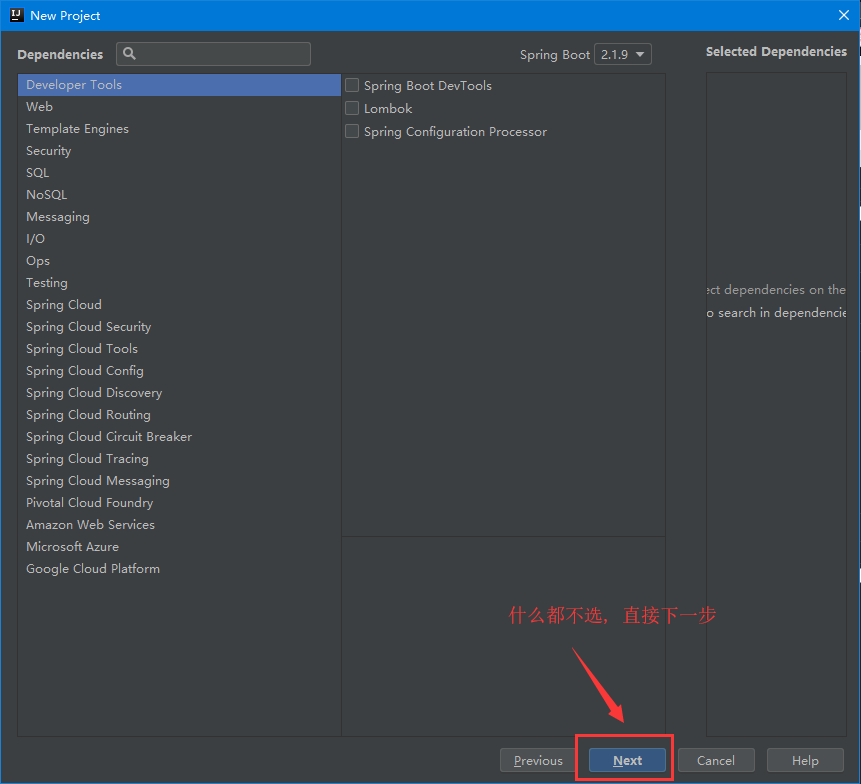 New Project
Dependencies
Spring Boot 2.1.9
Selected Dependencies
Developer Tools
Web
Template Engines
Security
SQL
NoSQL
Messaging
I/O
Ops
Testing
Spring Cloud
Spring Cloud Security
Spring Cloud Tools
Spring Cloud Config
Spring Cloud Discovery
Spring Cloud Routing
Spring Cloud Circuit Breaker
Spring Cloud Tracing
Spring Cloud Messaging
Pivotal Cloud Foundry
Amazon Web Services
Microsoft Azure
Google Cloud Platform
Spring Boot DevTools
Lombok
Spring Configuration Processor
ect dependencies on the
o search in dependencie
什么都不选，直接下一步
Previous
Next
Cancel
Help